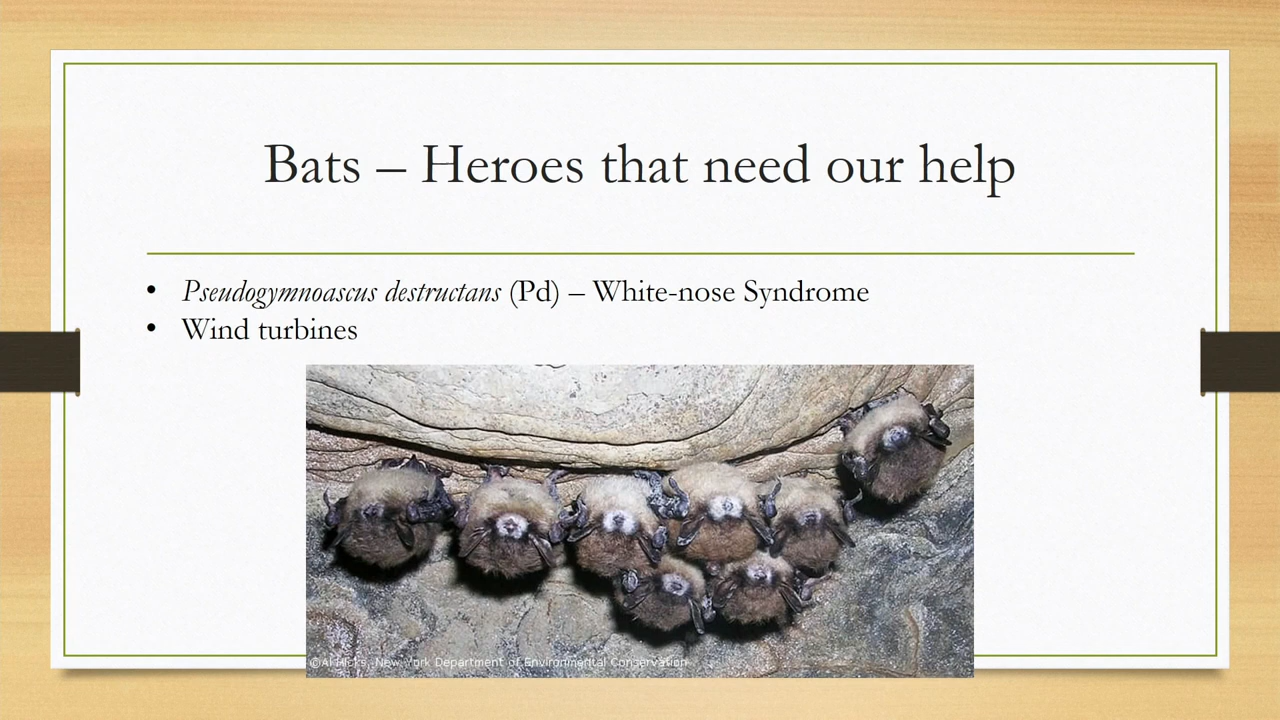 Bats – Heroes that need our help
• Pseudogymnoascus destructans (Pd) – White-nose Syndrome
• Wind turbines
©Al Hicks, New York Department of Environmental Conservation